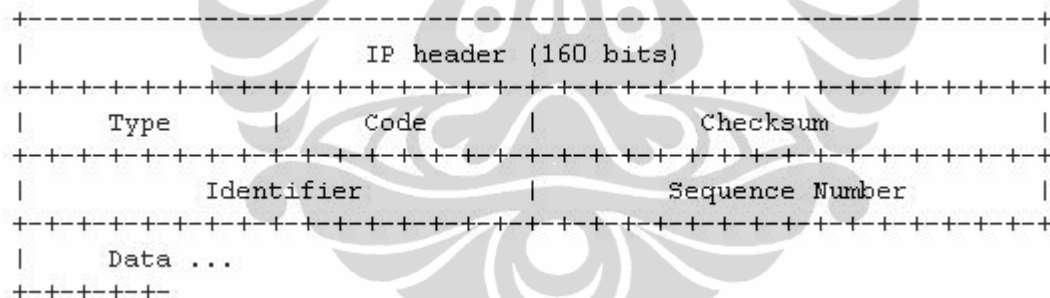 IP header (160 bits)
Type | Code | Checksum
Identifier | Sequence Number
Data ...